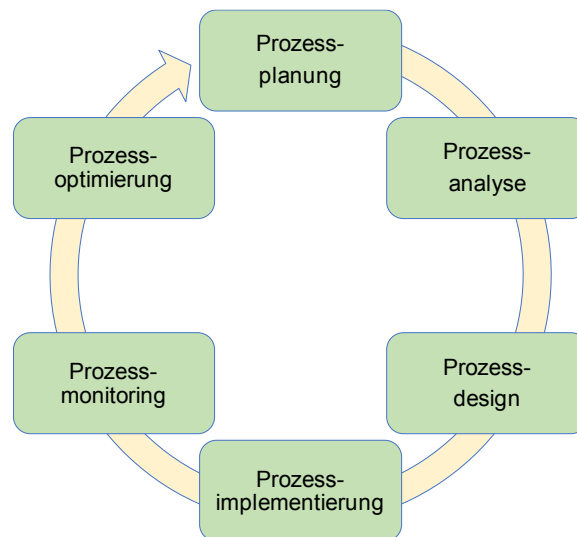 Prozess-
planung
Prozess-
analyse
Prozess-
design
Prozess-
implementierung
Prozess-
monitoring
Prozess-
optimierung